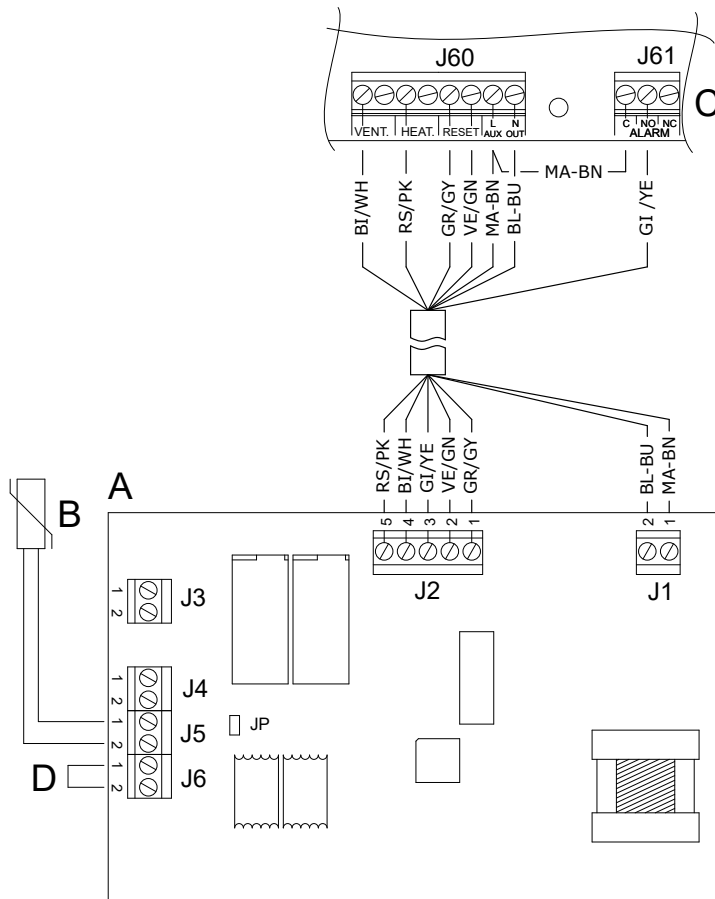 J60
J61
C
L
N
C
NO
NC
VENT.
HEAT.
RESET
AUX
OUT
ALARM
MA-BN
BI/WH
RS/PK
GR/GY
VE/GN
MA-BN
BL-BU
GI /YE
RS/PK
BI/WH
GI/YE
VE/GN
GR/GY
BL-BU
MA-BN
A
B
5
4
3
2
1
2
1
J2
J1
1
2
J3
1
2
J4
1
2
J5
JP
D
1
2
J6